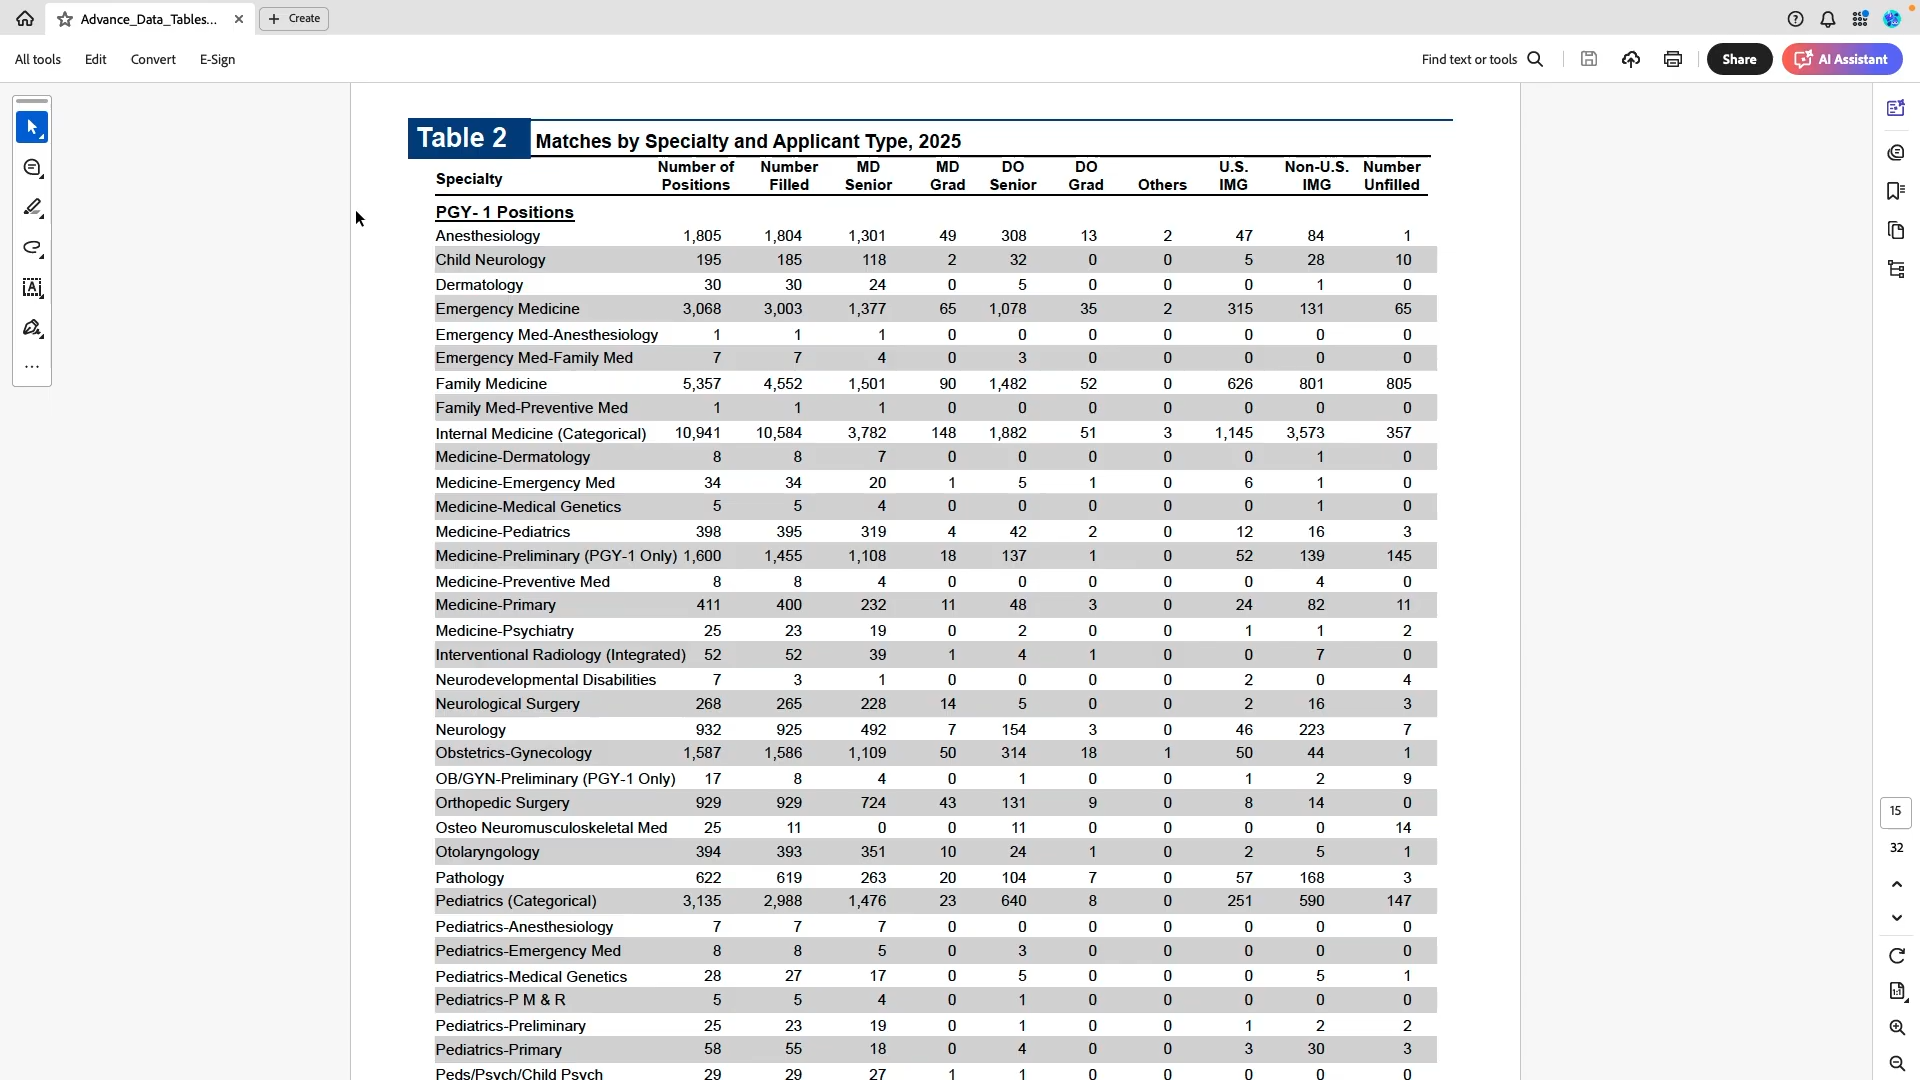 Advance_Data_Tables...
Create
All tools Edit Convert E-Sign
Find text or tools
Share
AI Assistant
Table 2 Matches by Specialty and Applicant Type, 2025
Specialty Number of Positions Number Filled MD Senior MD Grad DO Senior DO Grad Others U.S. IMG Non-U.S. IMG Number Unfilled
PGY- 1 Positions
Anesthesiology 1,805 1,804 1,301 49 308 13 2 47 84 1
Child Neurology 195 185 118 2 32 0 0 5 28 10
Dermatology 30 30 24 0 5 0 0 0 1 0
Emergency Medicine 3,068 3,003 1,377 65 1,078 35 2 315 131 65
Emergency Med-Anesthesiology 1 1 1 0 0 0 0 0 0 0
Emergency Med-Family Med 7 7 4 0 3 0 0 0 0 0
Family Medicine 5,357 4,552 1,501 90 1,482 52 0 626 801 805
Family Med-Preventive Med 1 1 1 0 0 0 0 0 0 0
Internal Medicine (Categorical) 10,941 10,584 3,782 148 1,882 51 3 1,145 3,573 357
Medicine-Dermatology 8 8 7 0 0 0 0 0 1 0
Medicine-Emergency Med 34 34 20 1 5 1 0 6 1 0
Medicine-Medical Genetics 5 5 4 0 0 0 0 0 1 0
Medicine-Pediatrics 398 395 319 4 42 2 0 12 16 3
Medicine-Preliminary (PGY-1 Only) 1,600 1,455 1,108 18 137 1 0 52 139 145
Medicine-Preventive Med 8 8 4 0 0 0 0 0 4 0
Medicine-Primary 411 400 232 11 48 3 0 24 82 11
Medicine-Psychiatry 25 23 19 0 2 0 0 1 1 2
Interventional Radiology (Integrated) 52 52 39 1 4 1 0 0 7 0
Neurodevelopmental Disabilities 7 3 1 0 0 0 0 2 0 4
Neurological Surgery 268 265 228 14 5 0 0 2 16 3
Neurology 932 925 492 7 154 3 0 46 223 7
Obstetrics-Gynecology 1,587 1,586 1,109 50 314 18 1 50 44 1
OB/GYN-Preliminary (PGY-1 Only) 17 8 4 0 1 0 0 1 2 9
Orthopedic Surgery 929 929 724 43 131 9 0 8 14 0
Osteo Neuromusculoskeletal Med 25 11 0 0 11 0 0 0 0 14
Otolaryngology 394 393 351 10 24 1 0 2 5 1
Pathology 622 619 263 20 104 7 0 57 168 3
Pediatrics (Categorical) 3,135 2,988 1,476 23 640 8 0 251 590 147
Pediatrics-Anesthesiology 7 7 7 0 0 0 0 0 0 0
Pediatrics-Emergency Med 8 8 5 0 3 0 0 0 0 0
Pediatrics-Medical Genetics 28 27 17 0 5 0 0 0 5 1
Pediatrics-P M & R 5 5 4 0 1 0 0 0 0 0
Pediatrics-Preliminary 25 23 19 0 1 0 0 1 2 2
Pediatrics-Primary 58 55 18 0 4 0 0 3 30 3
Peds/Psych/Child Psych 29 29 27 1 1 0 0 0 0 0
15
32